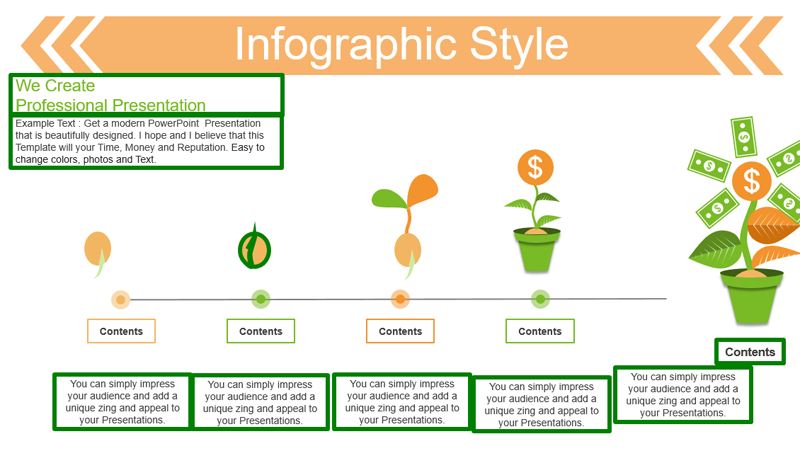 Infographic Style
We Create
Professional Presentation
Example Text : Get a modern PowerPoint Presentation
that is beautifully designed. I hope and I believe that this
Template will your Time, Money and Reputation. Easy to
change colors, photos and Text.
$
$
$
$
$
$
$
Contents
Contents
Contents
Contents
Contents
You can simply impress
your audience and add a
unique zing and appeal to
your Presentations.
You can simply impress
your audience and add a
unique zing and appeal to
your Presentations.
You can simply impress
your audience and add a
unique zing and appeal to
your Presentations.
You can simply impress
your audience and add a
unique zing and appeal to
your Presentations.
You can simply impress
your audience and add a
unique zing and appeal to
your Presentations.